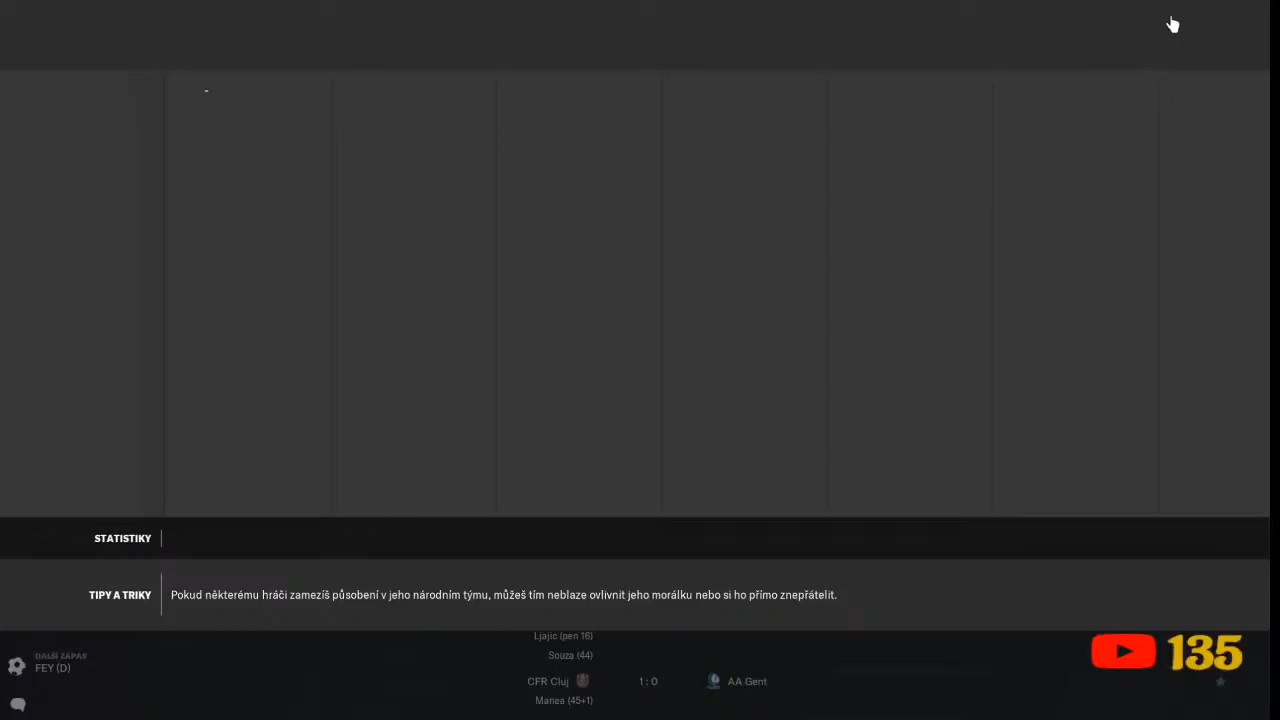 -
STATISTIKY
TIPY A TRIKY
Pokud některému hráči zamezíš působení v jeho národním týmu, můžeš tím neblaze ovlivnit jeho morálku nebo si ho přímo znepřátelit.
Ljajic (pen 16)
DALŠÍ ZÁPAS
FEY (D)
Souza (44)
CFR Cluj 1 : 0 AA Gent
Manea (45+1)
135